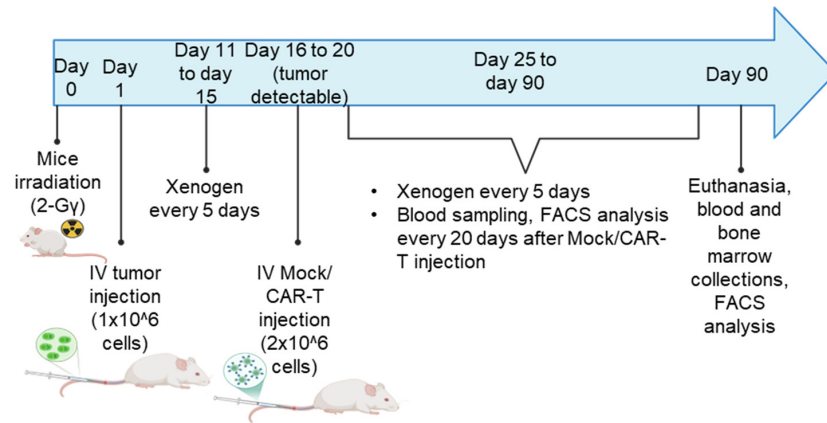 Day
0
Day
1
Day 11
to day
15
Day 16 to 20
(tumor
detectable)
Day 25 to
day 90
Day 90
Mice
irradiation
(2-Gγ)
IV tumor
injection
(1x10^6
cells)
Xenogen
every 5 days
IV Mock/
CAR-T
injection
(2x10^6
cells)
• Xenogen every 5 days
• Blood sampling, FACS analysis
every 20 days after Mock/CAR-
T injection
Euthanasia,
blood and
bone
marrow
collections,
FACS
analysis